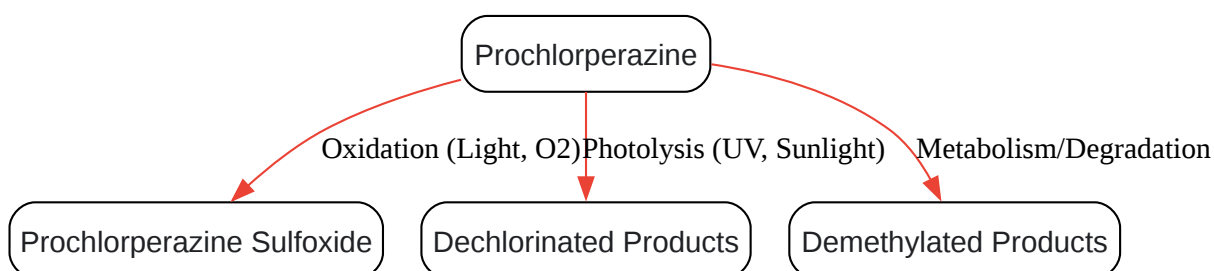 Prochlorperazine
Oxidation (Light, O2)
Photolysis (UV, Sunlight)
Metabolism/Degradation
Prochlorperazine Sulfoxide
Dechlorinated Products
Demethylated Products